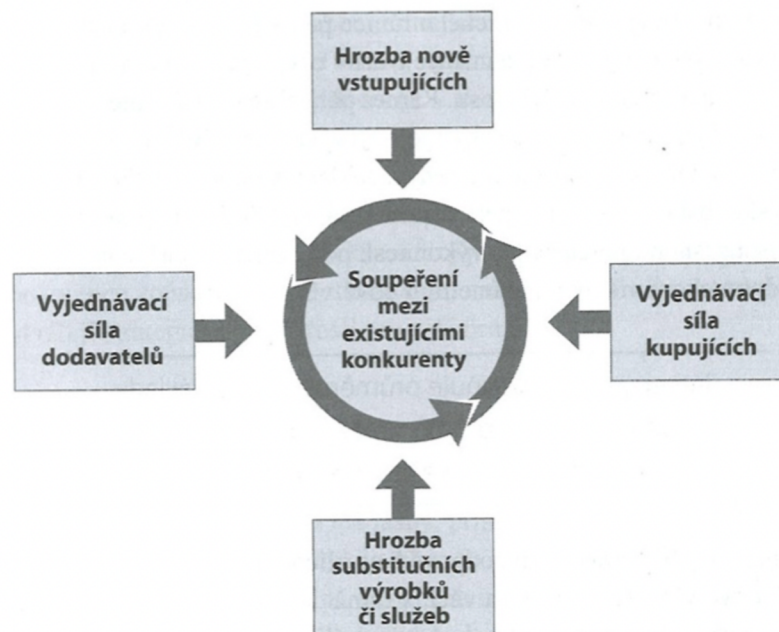 Hrozba nově
vstupujících
Soupeření
mezi
existujícími
konkurenty
Vyjednávací
síla
dodavatelů
Vyjednávací
síla
kupujících
Hrozba
substitučních
výrobků
či služeb